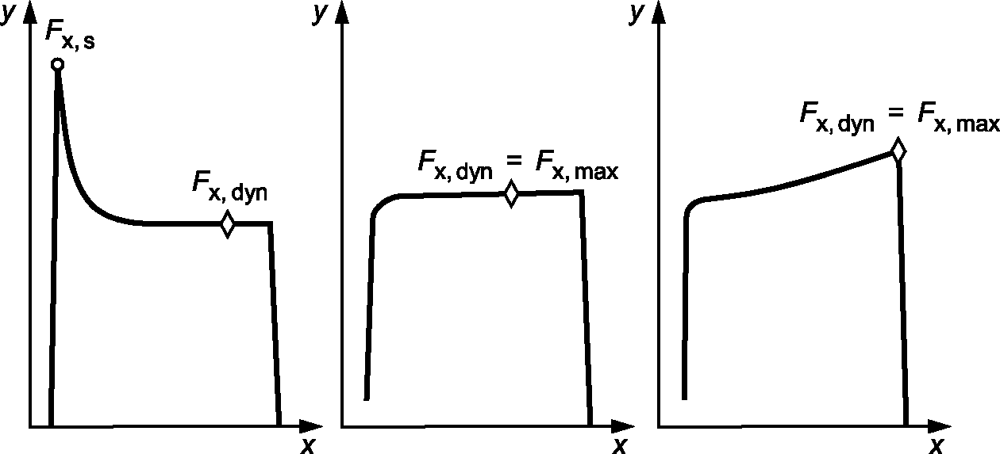 y
F x, s
F x, dyn
x
y
F x, dyn = F x, max
x
y
F x, dyn = F x, max
x